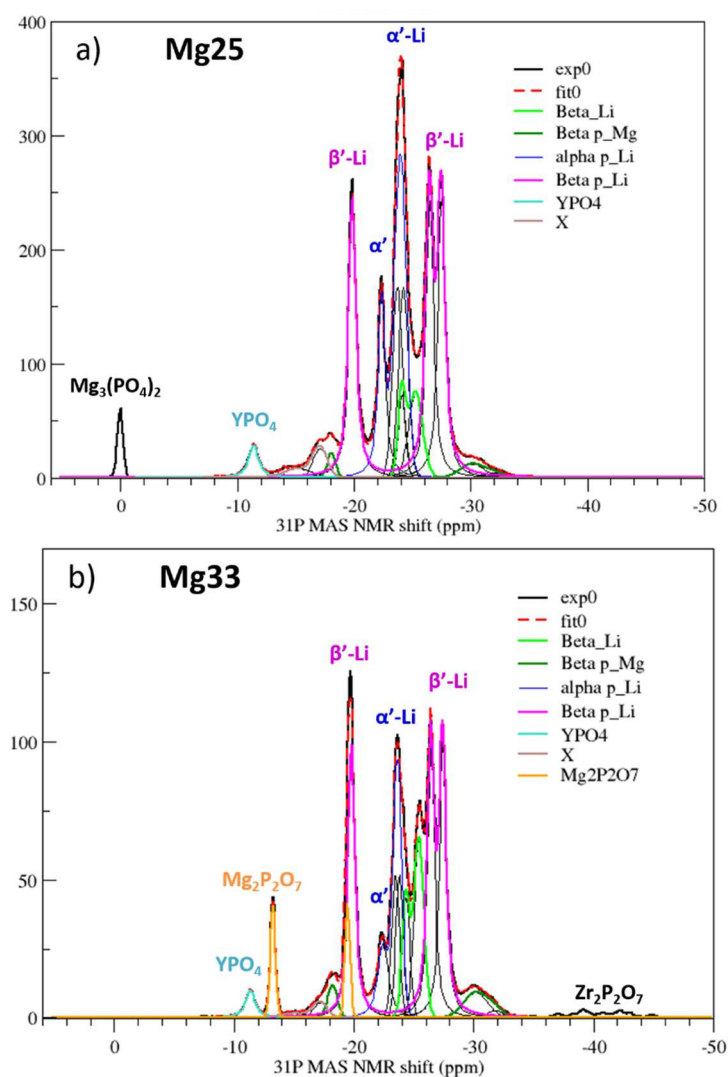 a) Mg25
400
300
200
100
0
α’-Li
β’-Li
β’-Li
α’
Mg₃(PO₄)₂
YPO₄
exp0
fit0
Beta_Li
Beta p_Mg
alpha p_Li
Beta p_Li
YPO4
X
0 -10 -20 -30 -40 -50
31P MAS NMR shift (ppm)
b) Mg33
150
100
50
0
β’-Li
β’-Li
α’-Li
α’
Mg₂P₂O₇
YPO₄
Zr₂P₂O₇
exp0
fit0
Beta_Li
Beta p_Mg
alpha p_Li
Beta p_Li
YPO4
X
Mg2P2O7
0 -10 -20 -30 -40 -50
31P MAS NMR shift (ppm)